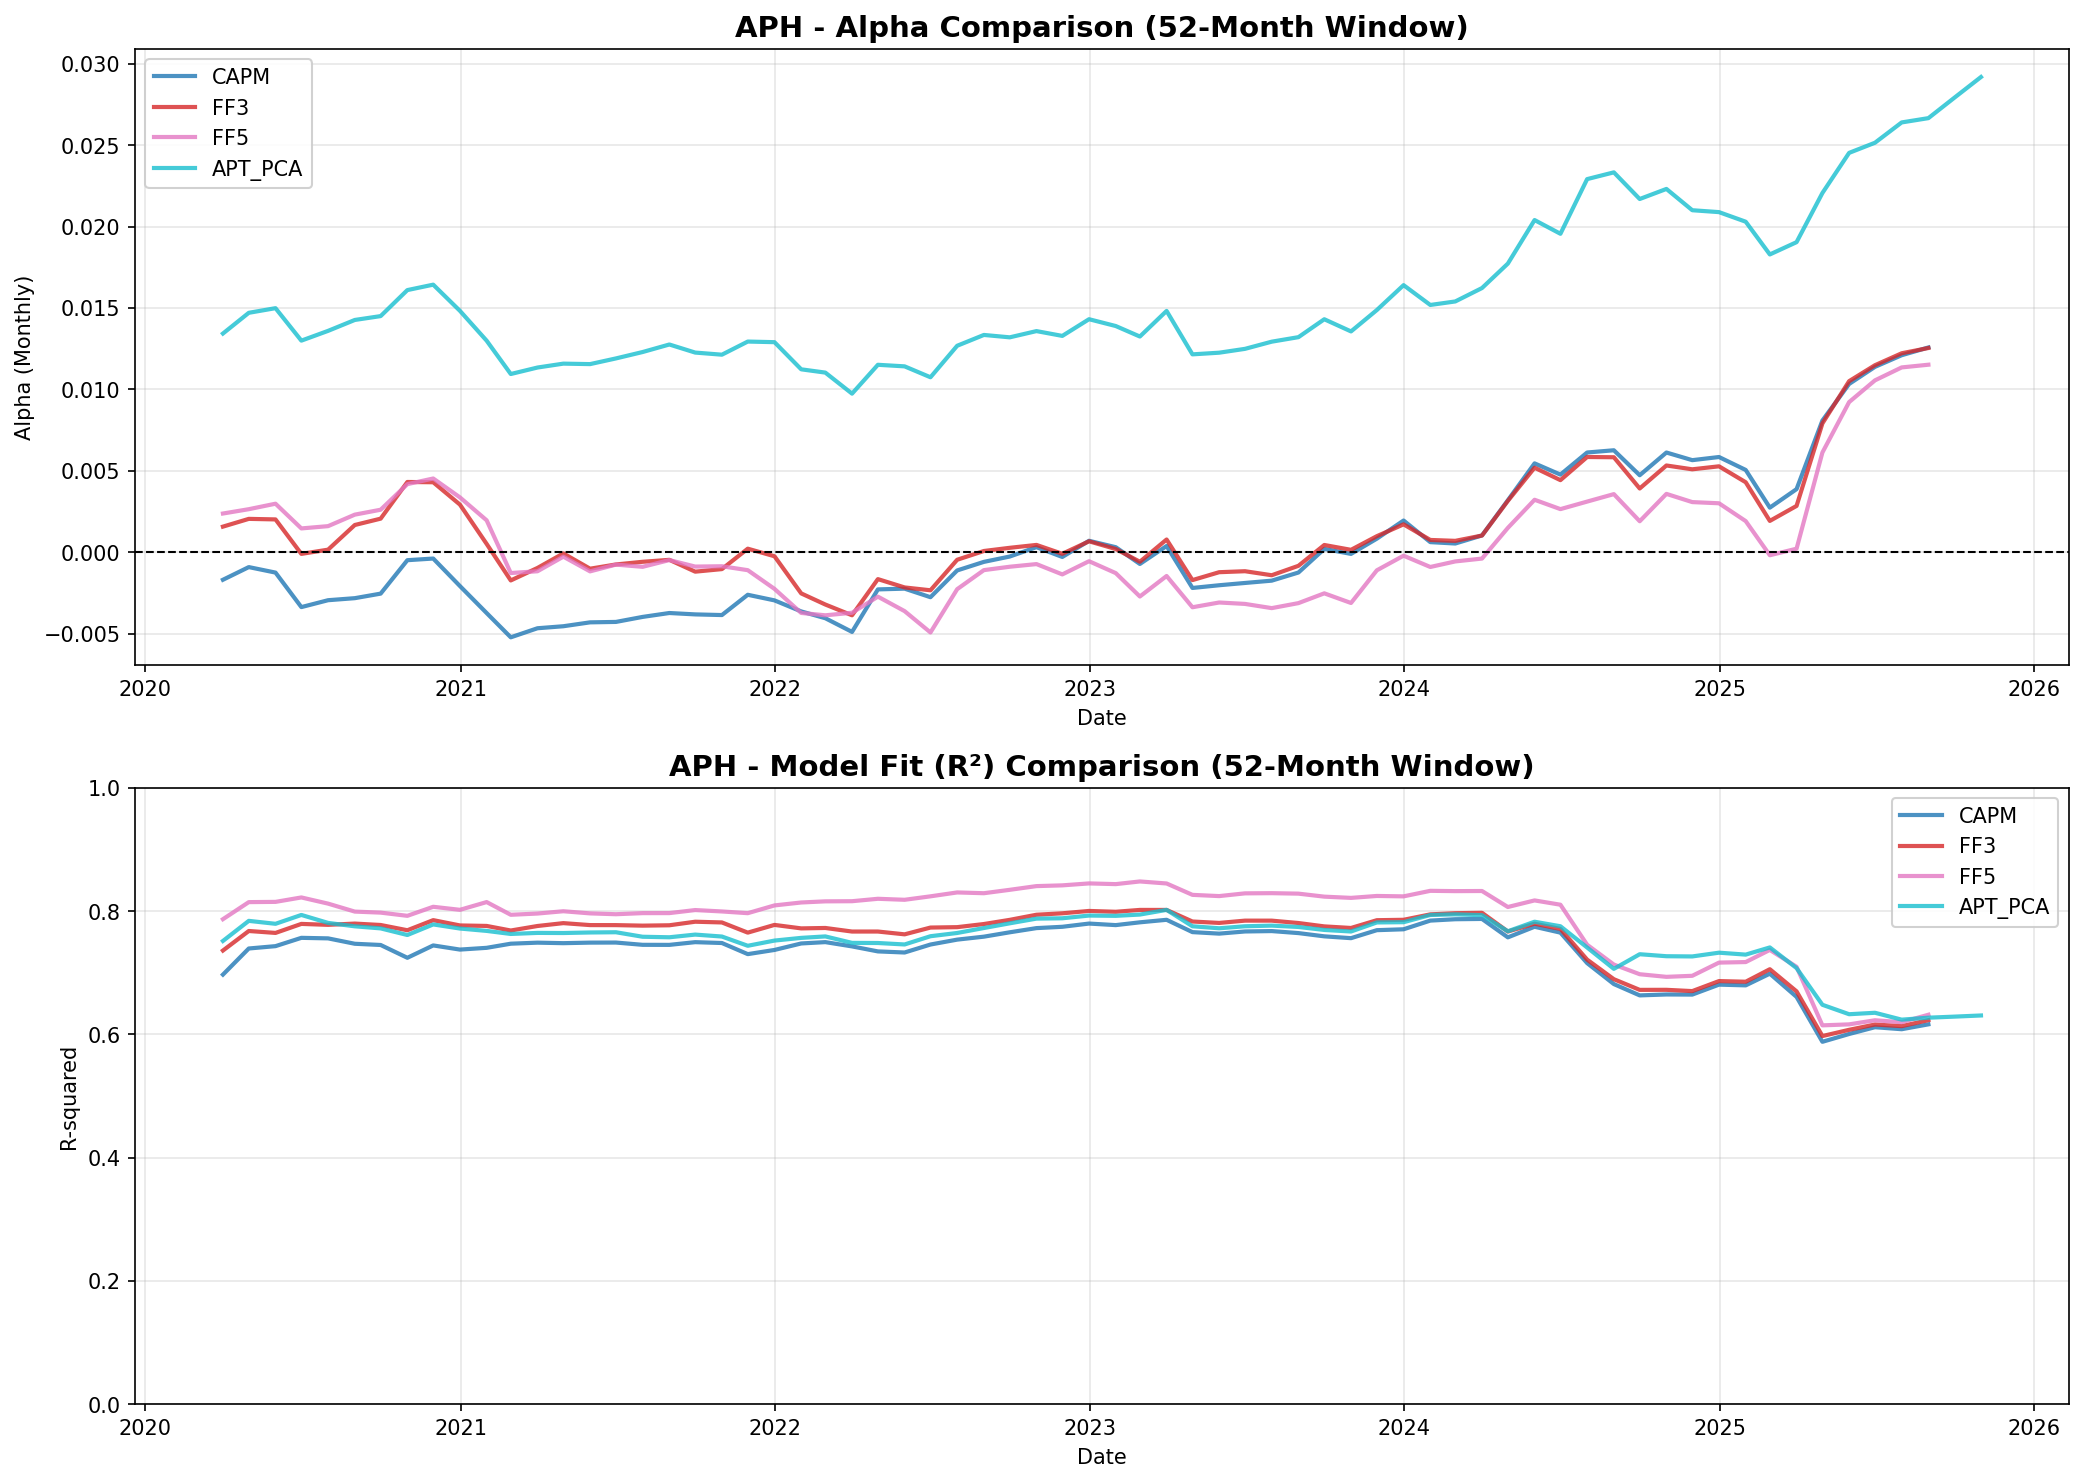 APH - Alpha Comparison (52-Month Window)
CAPM
FF3
FF5
APT_PCA
0.030
0.025
0.020
0.015
0.010
0.005
0.000
−0.005
Alpha (Monthly)
2020
2021
2022
2023
2024
2025
2026
Date
APH - Model Fit (R²) Comparison (52-Month Window)
CAPM
FF3
FF5
APT_PCA
1.0
0.8
0.6
0.4
0.2
0.0
R-squared
2020
2021
2022
2023
2024
2025
2026
Date